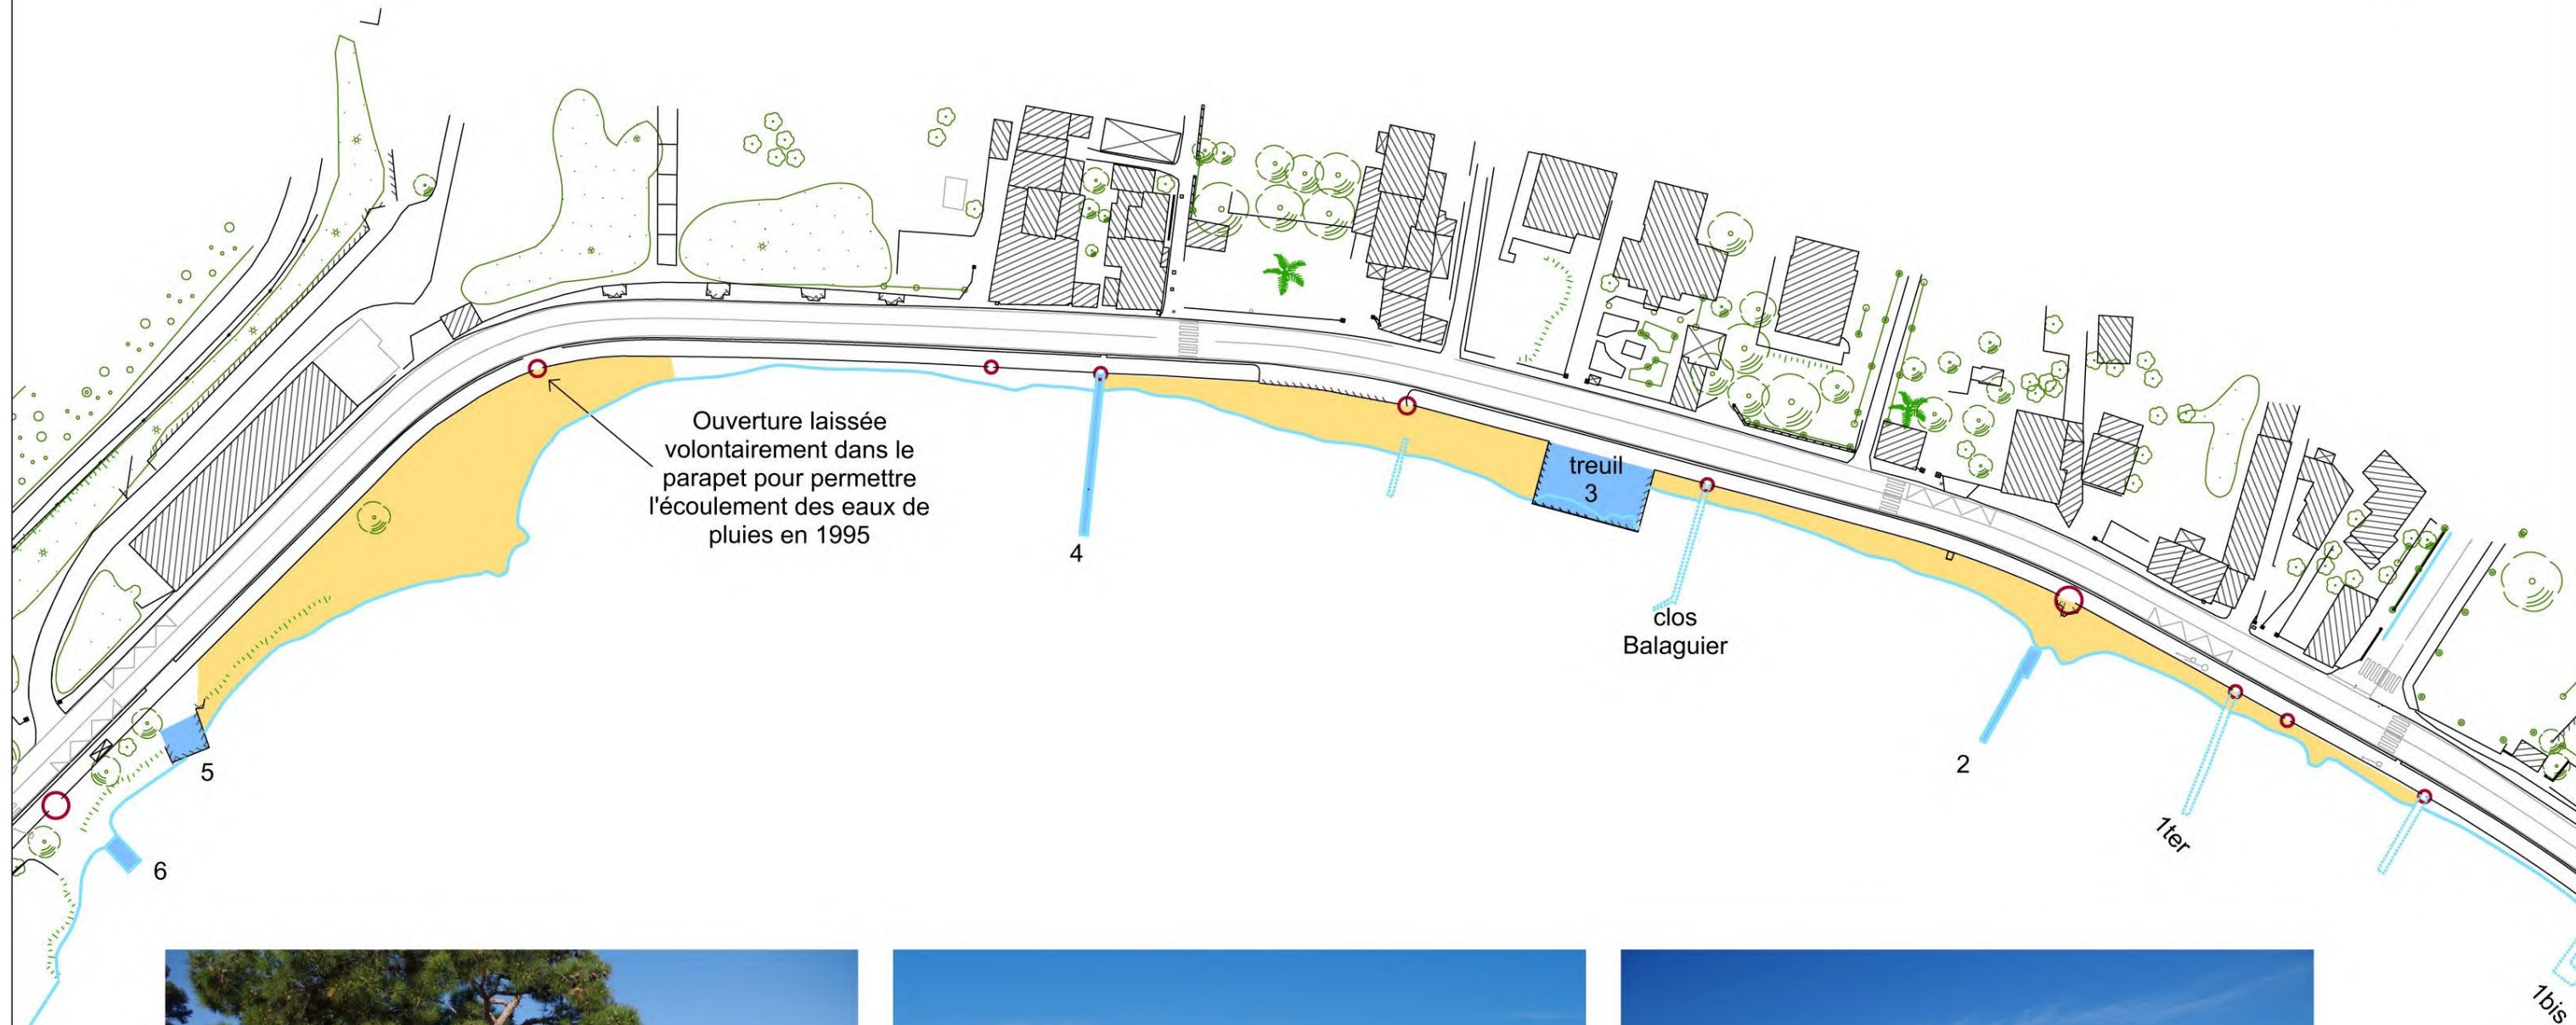 Ouverture laissée
volontairement dans le
parapet pour permettre
l'écoulement des eaux de
pluies en 1995
4
treuil
3
clos
Balaguier
2
1ter
1bis
5
6